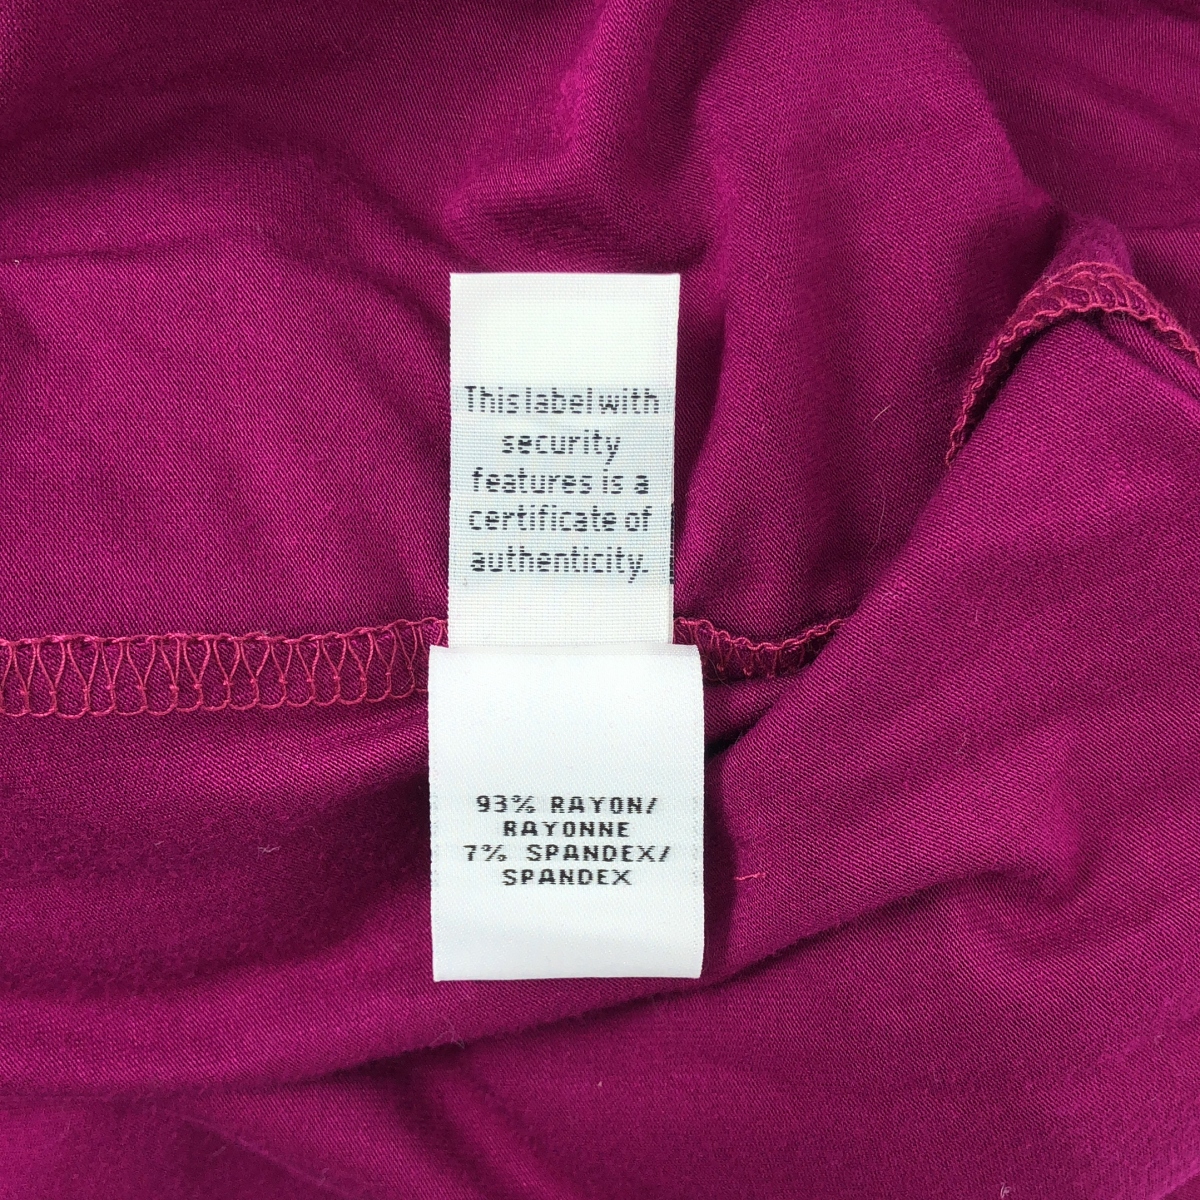 This label with
security
features is a
certificate of
authenticity.
93% RAYON/
RAYONNE
7% SPANDEX/
SPANDEX